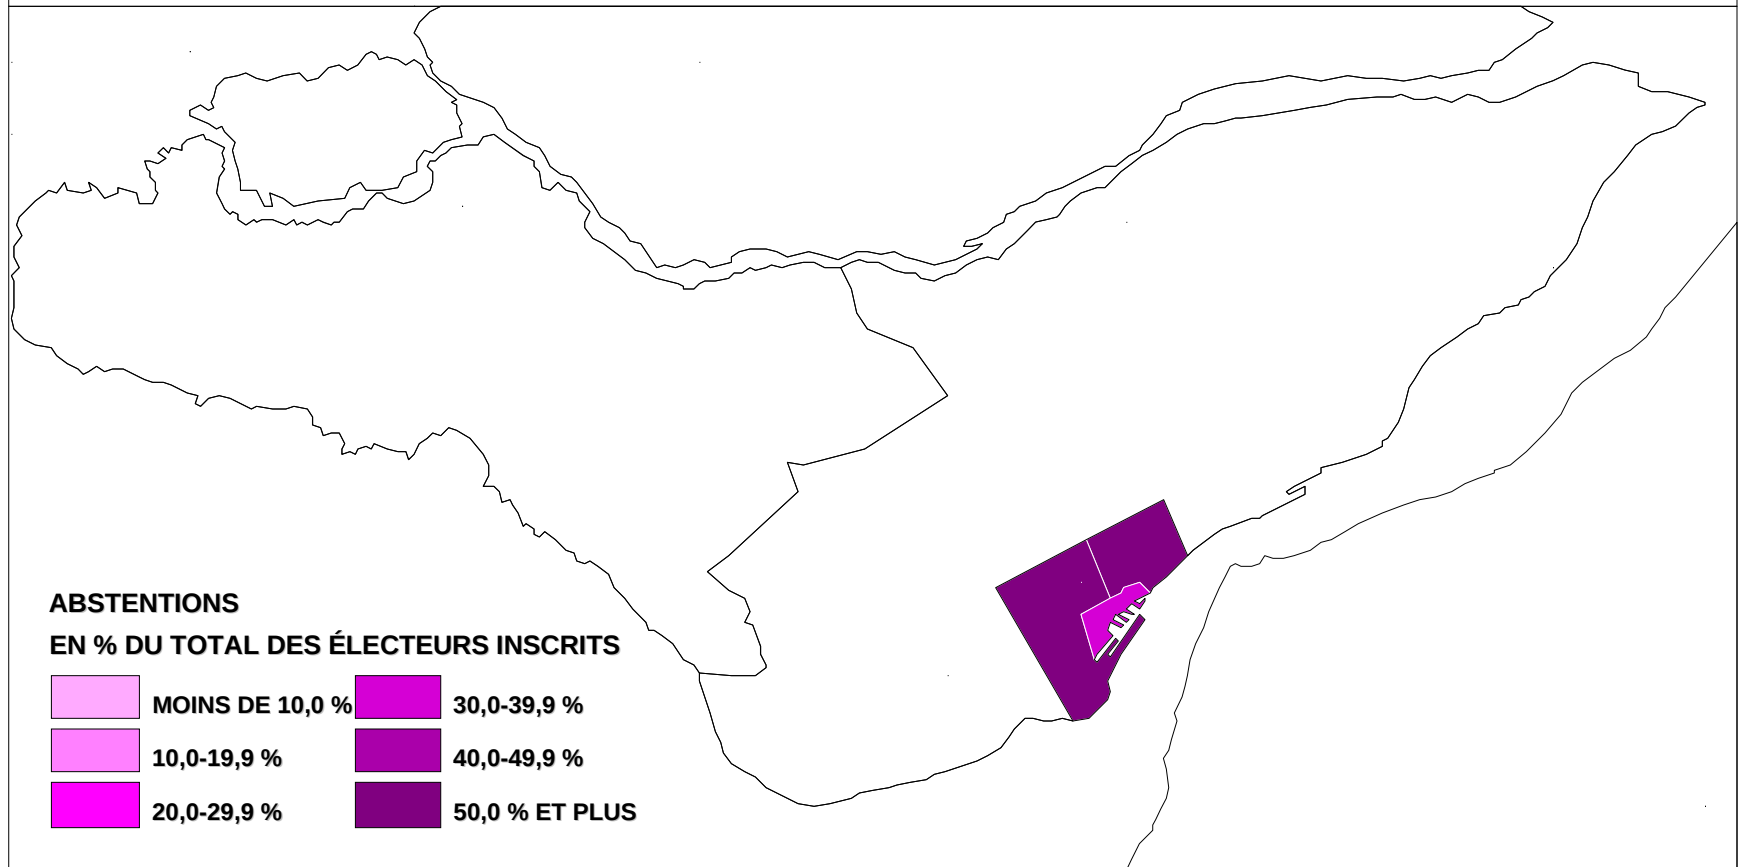 ABSTENTIONS
EN % DU TOTAL DES ÉLECTEURS INSCRITS
MOINS DE 10,0 %
10,0-19,9 %
20,0-29,9 %
30,0-39,9 %
40,0-49,9 %
50,0 % ET PLUS